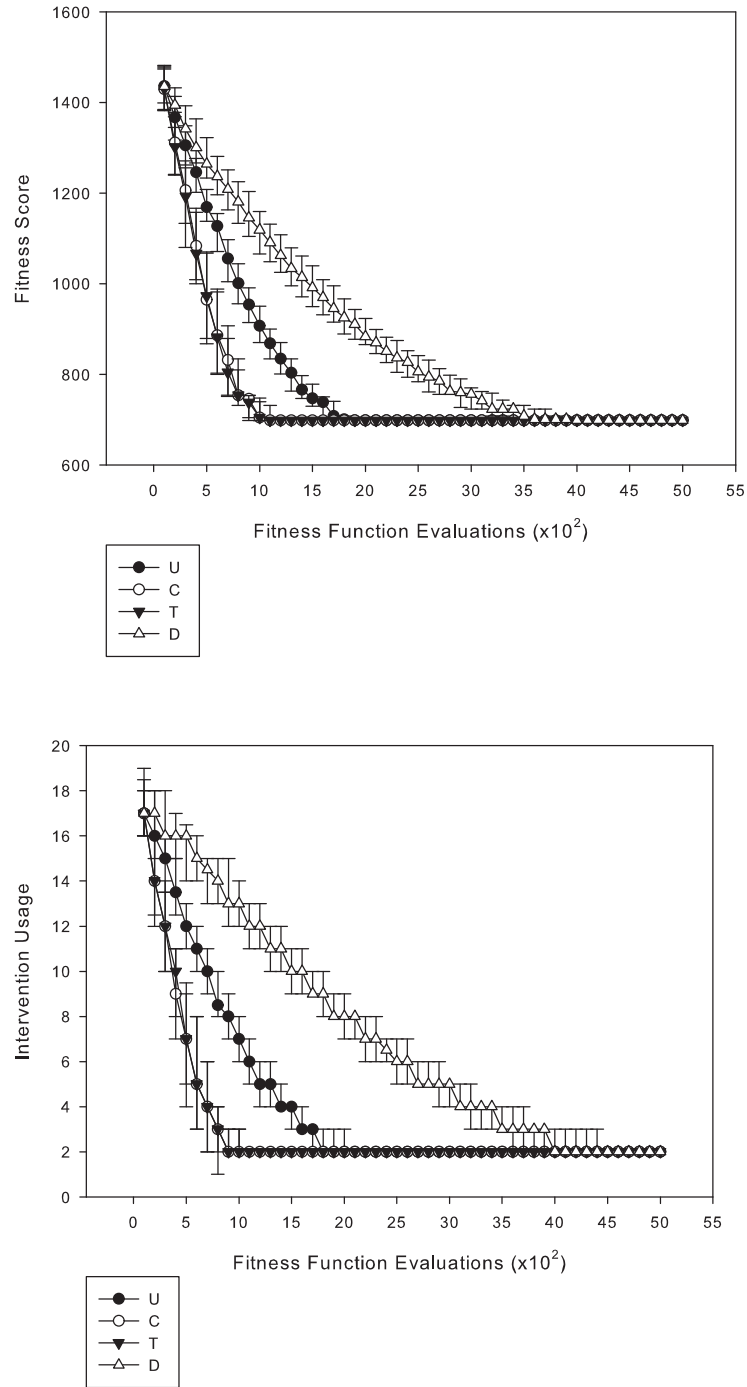 1600
1400
1200
1000
800
600
Fitness Score
0 5 10 15 20 25 30 35 40 45 50 55
Fitness Function Evaluations (x10²)
U
C
T
D
20
18
16
14
12
10
8
6
4
2
0
Intervention Usage
0 5 10 15 20 25 30 35 40 45 50 55
Fitness Function Evaluations (x10²)
U
C
T
D